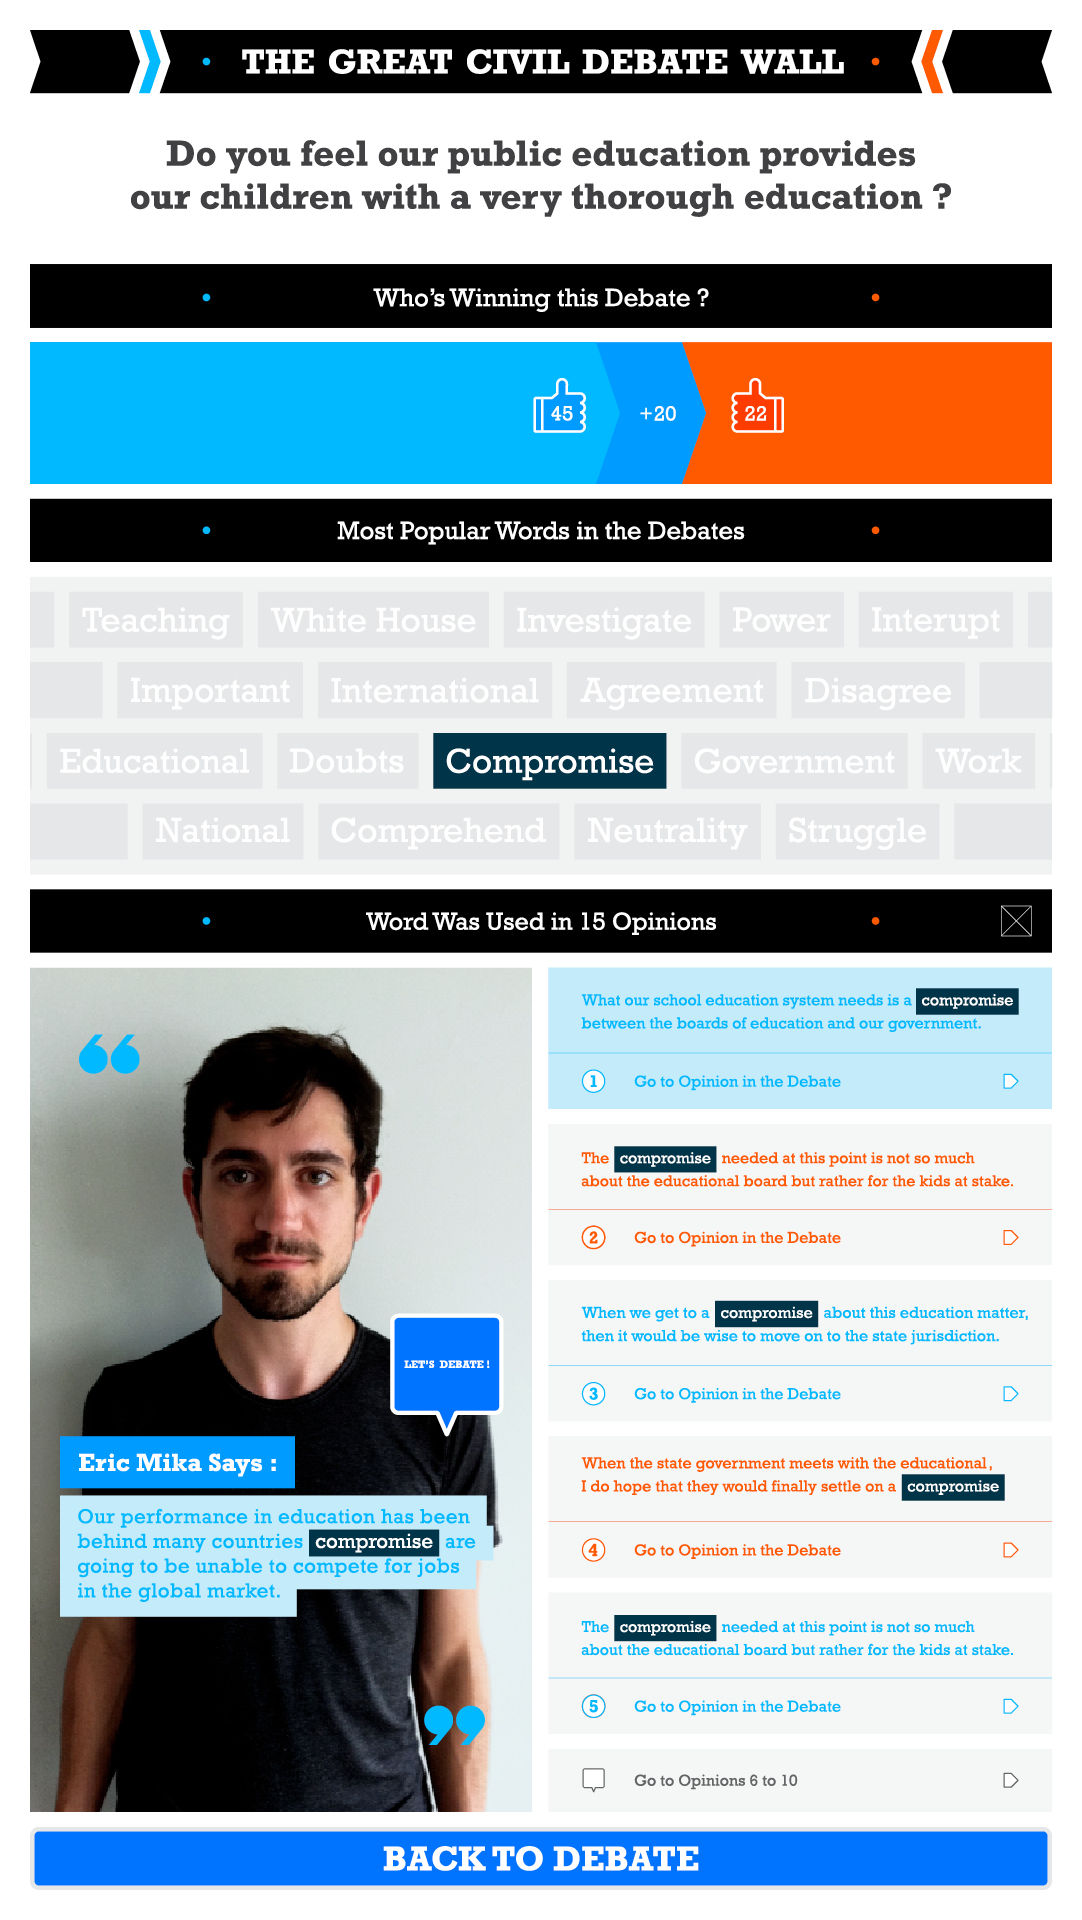 THE GREAT CIVIL DEBATE WALL
Do you feel our public education provides
our children with a very thorough education ?
Who's Winning this Debate ?
45
+20
22
Most Popular Words in the Debates
Teaching White House Investigate Power Interupt
Important International Agreement Disagree
Educational Doubts Compromise Government Work
National Comprehend Neutrality Struggle
Word Was Used in 15 Opinions
LET'S DEBATE !
Eric Mika Says :
Our performance in education has been
behind many countries compromise are
going to be unable to compete for jobs
in the global market.
What our school education system needs is a compromise
between the boards of education and our government.
1 Go to Opinion in the Debate
The compromise needed at this point is not so much
about the educational board but rather for the kids at stake.
2 Go to Opinion in the Debate
When we get to a compromise about this education matter,
then it would be wise to move on to the state jurisdiction.
3 Go to Opinion in the Debate
When the state government meets with the educational,
I do hope that they would finally settle on a compromise
4 Go to Opinion in the Debate
The compromise needed at this point is not so much
about the educational board but rather for the kids at stake.
5 Go to Opinion in the Debate
Go to Opinions 6 to 10
BACK TO DEBATE